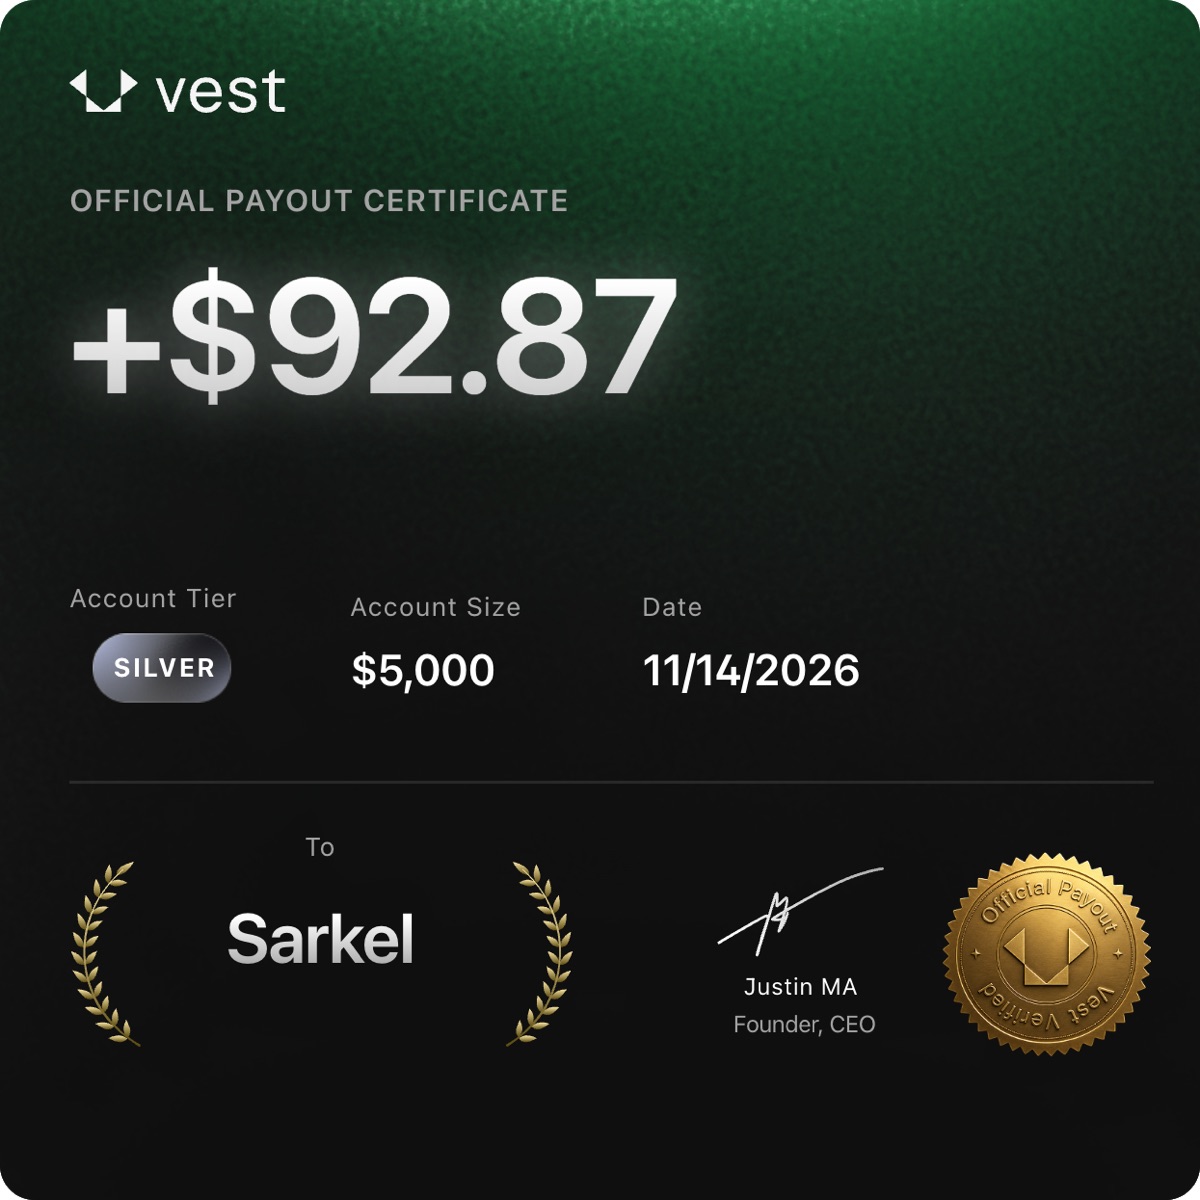 vest
OFFICIAL PAYOUT CERTIFICATE
+$92.87
Account Tier
SILVER
Account Size
$5,000
Date
11/14/2026
To
Sarkel
Justin MA
Founder, CEO
Official Payout
Vest Verified